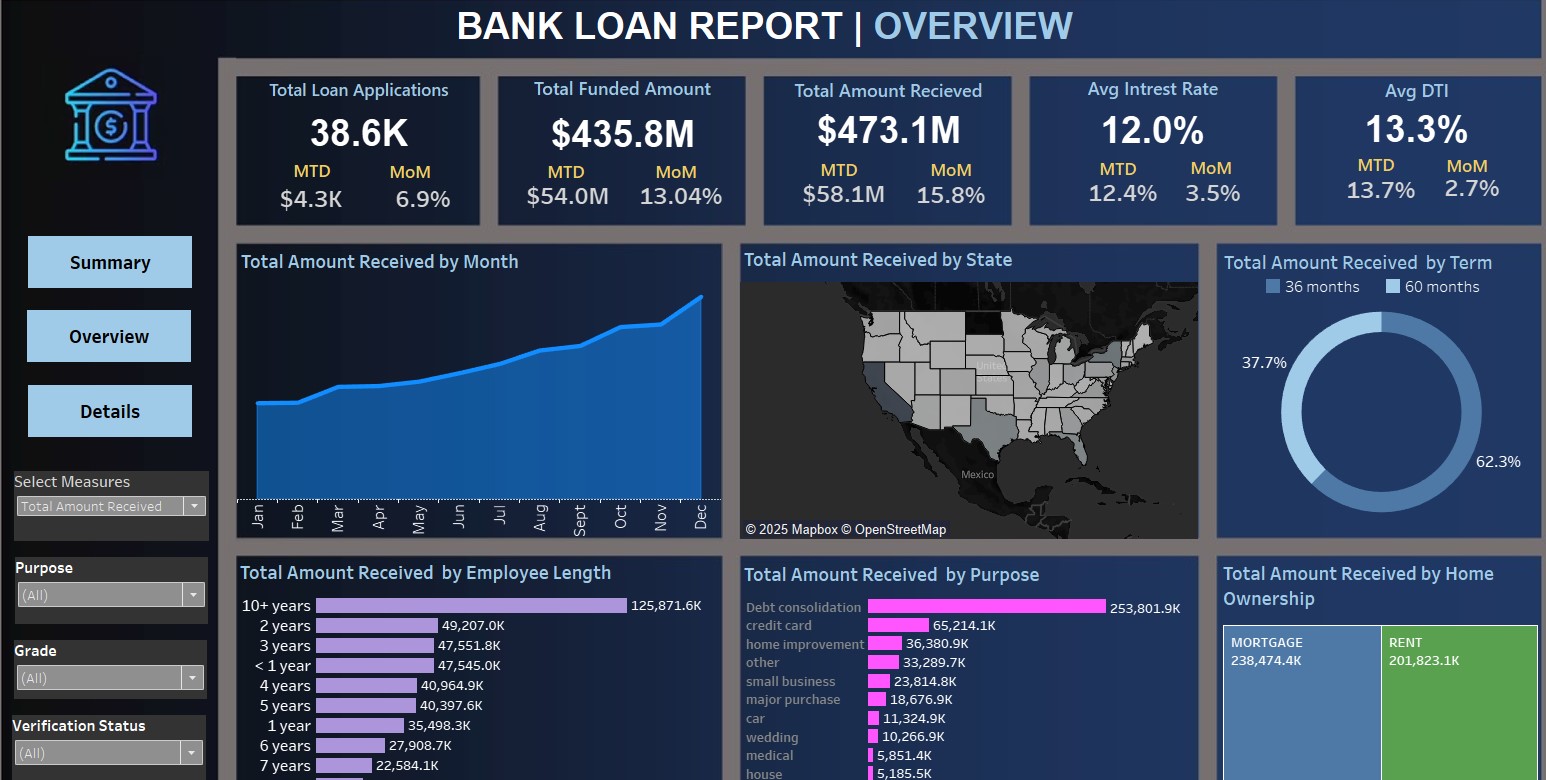 BANK LOAN REPORT | OVERVIEW
Total Loan Applications
38.6K
MTD MoM
$4.3K 6.9%
Total Funded Amount
$435.8M
MTD MoM
$54.0M 13.04%
Total Amount Recieved
$473.1M
MTD MoM
$58.1M 15.8%
Avg Intrest Rate
12.0%
MTD MoM
12.4% 3.5%
Avg DTI
13.3%
MTD MoM
13.7% 2.7%
Summary
Overview
Details
Select Measures
Total Amount Received
Purpose
(All)
Grade
(All)
Verification Status
(All)
Total Amount Received by Month
Jan Feb Mar Apr May Jun Jul Aug Sept Oct Nov Dec
Total Amount Received by State
United
States
Mexico
© 2025 Mapbox © OpenStreetMap
Total Amount Received by Term
36 months 60 months
37.7%
62.3%
Total Amount Received by Employee Length
10+ years 125,871.6K
2 years 49,207.0K
3 years 47,551.8K
< 1 year 47,545.0K
4 years 40,964.9K
5 years 40,397.6K
1 year 35,498.3K
6 years 27,908.7K
7 years 22,584.1K
Total Amount Received by Purpose
Debt consolidation 253,801.9K
credit card 65,214.1K
home improvement 36,380.9K
other 33,289.7K
small business 23,814.8K
major purchase 18,676.9K
car 11,324.9K
wedding 10,266.9K
medical 5,851.4K
house 5,185.5K
Total Amount Received by Home
Ownership
MORTGAGE
238,474.4K
RENT
201,823.1K